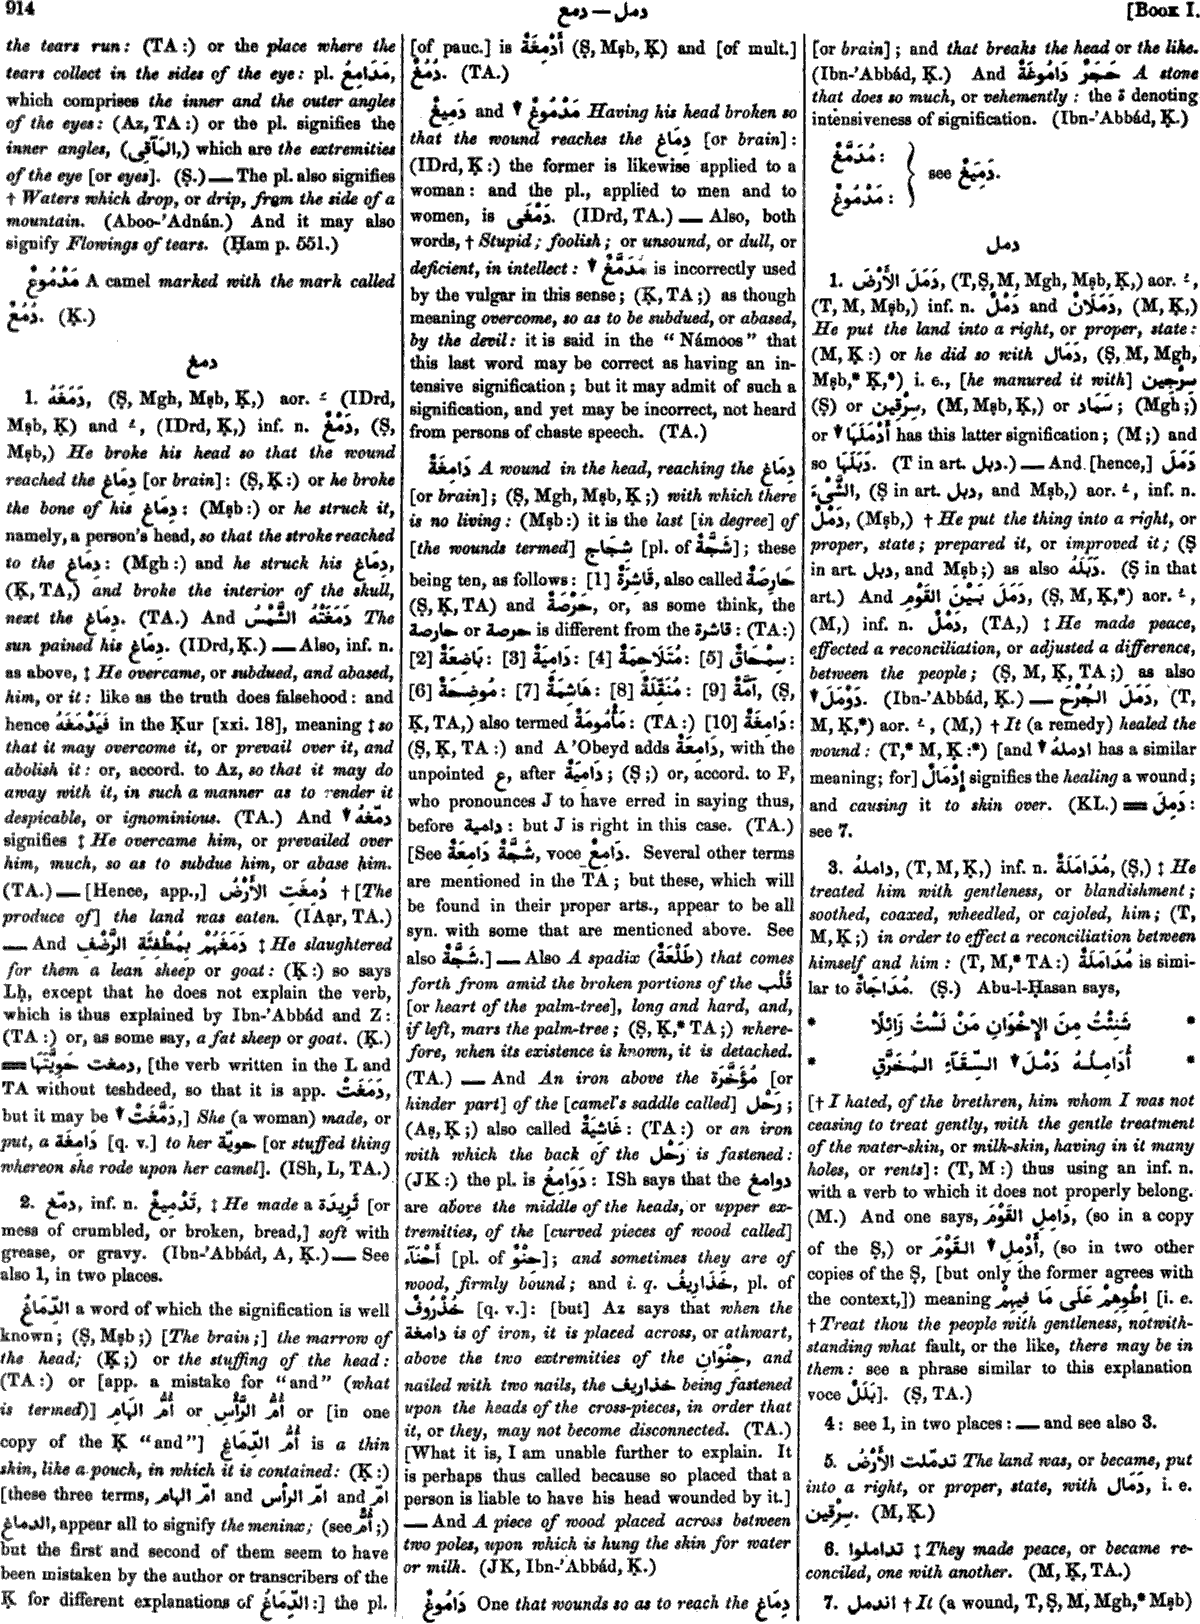 914
دمل — دمع
[Book I.
the tears run: (TA:) or the place where the
tears collect in the sides of the eye: pl. مَدَامِعُ,
which comprises the inner and the outer angles
of the eyes: (Az, TA:) or the pl. signifies the
inner angles, (المَآقِى,) which are the extremities
of the eye [or eyes]. (Ṣ.) — The pl. also signifies
† Waters which drop, or drip, from the side of a
mountain. (Aboo-'Adnán.) And it may also
signify Flowings of tears. (Ḥam p. 551.)
مَدْمُوعٌ A camel marked with the mark called
دَمْعٌ. (Ḳ.)
دمغ
1. دَمَغَهُ, (Ṣ, Mgh, Mṣb, Ḳ,) aor. ـَ (IDrd,
Mṣb, Ḳ) and ـُ, (IDrd, Ḳ,) inf. n. دَمْغٌ, (Ṣ,
Mṣb,) He broke his head so that the wound
reached the دِمَاغ [or brain]: (Ṣ, Ḳ:) or he broke
the bone of his دِمَاغ: (Mṣb:) or he struck it,
namely, a person's head, so that the stroke reached
to the دِمَاغ: (Mgh:) and he struck his دِمَاغ,
(Ḳ, TA,) and broke the interior of the skull,
next the دِمَاغ. (TA.) And دَمَغَتْهُ الشَّمْسُ The
sun pained his دِمَاغ. (IDrd, Ḳ.) — Also, inf. n.
as above, ‡ He overcame, or subdued, and abased,
him, or it: like as the truth does falsehood: and
hence فَيَدْمَغُهُ in the Ḳur [xxi. 18], meaning ‡ so
that it may overcome it, or prevail over it, and
abolish it: or, accord. to Az, so that it may do
away with it, in such a manner as to render it
despicable, or ignominious. (TA.) And ▼ دمّغهُ
signifies ‡ He overcame him, or prevailed over
him, much, so as to subdue him, or abase him.
(TA.) — [Hence, app.,] دُمِغَتِ الأَرْضُ † [The
produce of] the land was eaten. (IAạr, TA.)
— And دَمَغَهُمْ بِمُطْفِئَةِ الرَّضْفِ ‡ He slaughtered
for them a lean sheep or goat: (Ḳ:) so says
Lḥ, except that he does not explain the verb,
which is thus explained by Ibn-'Abbád and Z:
(TA:) or, as some say, a fat sheep or goat. (Ḳ.)
═ دمغت حَوِيَّتَهَا, [the verb written in the L and
TA without teshdeed, so that it is app. دَمَغَتْ,
but it may be ▼ دَمَّغَتْ,] She (a woman) made, or
put, a دَامِغَة [q. v.] to her حويّة [or stuffed thing
whereon she rode upon her camel]. (ISh, L, TA.)
2. دمّغ, inf. n. تَدْمِيغٌ, ‡ He made a ثَرِيدَة [or
mess of crumbled, or broken, bread,] soft with
grease, or gravy. (Ibn-'Abbád, A, Ḳ.) — See
also 1, in two places.
الدِّمَاغُ a word of which the signification is well
known; (Ṣ, Mṣb;) [The brain;] the marrow of
the head; (Ḳ;) or the stuffing of the head:
(TA:) or [app. a mistake for "and" (what
is termed)] أُمُّ الهَامِ or أُمُّ الرَّأْسِ or [in one
copy of the Ḳ "and"] أُمُّ الدِّمَاغِ is a thin
skin, like a pouch, in which it is contained: (Ḳ:)
[these three terms, امّ الهام and امّ الرأس and امّ
الدماغ, appear all to signify the meninx; (see أُمٌّ;)
but the first and second of them seem to have
been mistaken by the author or transcribers of the
Ḳ for different explanations of الدِّمَاغُ:] the pl.
[of pauc.] is أَدْمِغَةٌ (Ṣ, Mṣb, Ḳ) and [of mult.]
دُمُغٌ. (TA.)
دَمِيغٌ and ▼ مَدْمُوغٌ Having his head broken so
that the wound reaches the دِمَاغ [or brain]:
(IDrd, Ḳ:) the former is likewise applied to a
woman: and the pl., applied to men and to
women, is دَمْغَى. (IDrd, TA.) — Also, both
words, † Stupid; foolish; or unsound, or dull, or
deficient, in intellect: ▼ مُدَمَّغٌ is incorrectly used
by the vulgar in this sense; (Ḳ, TA;) as though
meaning overcome, so as to be subdued, or abased,
by the devil: it is said in the "Námoos" that
this last word may be correct as having an in-
tensive signification; but it may admit of such a
signification, and yet may be incorrect, not heard
from persons of chaste speech. (TA.)
دَامِغَةٌ A wound in the head, reaching the دِمَاغ
[or brain]; (Ṣ, Mgh, Mṣb, Ḳ;) with which there
is no living: (Mṣb:) it is the last [in degree] of
[the wounds termed] شِجَاج [pl. of شَجَّةٌ]; these
being ten, as follows: [1] قَاشِرَةٌ, also called حَارِصَةٌ
(Ṣ, Ḳ, TA) and حَرْصَةٌ, or, as some think, the
حارصة or حرصة is different from the قاشرة: (TA:)
[2] بَاضِعَةٌ: [3] دَامِيَةٌ: [4] مُتَلَاحِمَةٌ: [5] سِمْحَاقٌ:
[6] مُوضِحَةٌ: [7] هَاشِمَةٌ: [8] مُنَقِّلَةٌ: [9] آمَّةٌ, (Ṣ,
Ḳ, TA,) also termed مَأْمُومَةٌ: (TA:) [10] دَامِغَةٌ:
(Ṣ, Ḳ, TA:) and A 'Obeyd adds دَامِعَةٌ, with the
unpointed ع, after دَامِيَةٌ; (Ṣ;) or, accord. to F,
who pronounces J to have erred in saying thus,
before دامية: but J is right in this case. (TA.)
[See شَجَّةٌ دَامِعَةٌ, voce دَامِعٌ. Several other terms
are mentioned in the TA; but these, which will
be found in their proper arts., appear to be all
syn. with some that are mentioned above. See
also شَجَّةٌ.] — Also A spadix (طَلْعَةٌ) that comes
forth from amid the broken portions of the قُلْب
[or heart of the palm-tree], long and hard, and,
if left, mars the palm-tree; (Ṣ, Ḳ,* TA;) where-
fore, when its existence is known, it is detached.
(TA.) — And An iron above the مُؤَخَّرَة [or
hinder part] of the [camel's saddle called] رَحْل;
(Aṣ, Ḳ;) also called غَاشِيَةٌ: (TA:) or an iron
with which the back of the رَحْل is fastened:
(JK:) the pl. is دَوَامِغُ: ISh says that the دوامغ
are above the middle of the heads, or upper ex-
tremities, of the [curved pieces of wood called]
أَحْنَآء [pl. of حِنْوٌ]; and sometimes they are of
wood, firmly bound; and i. q. خَذَارِيفُ, pl. of
خُذْرُوفٌ [q. v.]: [but] Az says that when the
دامغة is of iron, it is placed across, or athwart,
above the two extremities of the حِنْوَانِ, and
nailed with two nails, the خذاريف being fastened
upon the heads of the cross-pieces, in order that
it, or they, may not become disconnected. (TA.)
[What it is, I am unable further to explain. It
is perhaps thus called because so placed that a
person is liable to have his head wounded by it.]
— And A piece of wood placed across between
two poles, upon which is hung the skin for water
or milk. (JK, Ibn-'Abbád, Ḳ.)
دَامُوغٌ One that wounds so as to reach the دِمَاغ
[or brain]; and that breaks the head or the like.
(Ibn-'Abbád, Ḳ.) And حَجَرٌ دَامُوغَةٌ A stone
that does so much, or vehemently: the ة denoting
intensiveness of signification. (Ibn-'Abbád, Ḳ.)
مُدَمَّغٌ:
see دَمِيغٌ.
مَدْمُوغٌ:
دمل
1. دَمَلَ الأَرْضَ, (T, Ṣ, M, Mgh, Mṣb, Ḳ,) aor. ـُ,
(T, M, Mṣb,) inf. n. دَمْلٌ and دَمَلَانٌ, (M, Ḳ,)
He put the land into a right, or proper, state:
(M, Ḳ:) or he did so with دَمَال, (Ṣ, M, Mgh,
Mṣb,* Ḳ,*) i. e., [he manured it with] سِرْجِين
(Ṣ) or سِرْقِين, (M, Mṣb, Ḳ,) or سَمَاد; (Mgh;)
or ▼ أَدْمَلَهَا has this latter signification; (M;) and
so دَبَلَهَا. (T in art. دبل.) — And [hence,] دَمَلَ
الشَّىْءَ, (Ṣ in art. دبل, and Mṣb,) aor. ـُ, inf. n.
دَمْلٌ, (Mṣb,) † He put the thing into a right, or
proper, state; prepared it, or improved it; (Ṣ
in art. دبل, and Mṣb;) as also دَبَلَهُ. (Ṣ in that
art.) And دَمَلَ بَيْنَ القَوْمِ, (Ṣ, M, Ḳ,*) aor. ـُ,
(M,) inf. n. دَمْلٌ, (TA,) ‡ He made peace,
effected a reconciliation, or adjusted a difference,
between the people; (Ṣ, M, Ḳ, TA;) as also
▼ دَوْمَلَ. (Ibn-'Abbád, Ḳ.) — دَمَلَ الجُرْحَ, (T,
M, Ḳ,*) aor. ـُ, (M,) † It (a remedy) healed the
wound: (T,* M, Ḳ:*) [and ▼ ادملهُ has a similar
meaning; for] إِدْمَالٌ signifies the healing a wound;
and causing it to skin over. (KL.) ═ دَمِلَ:
see 7.
3. داملهُ, (T, M, Ḳ,) inf. n. مُدَامَلَةٌ, (Ṣ,) ‡ He
treated him with gentleness, or blandishment;
soothed, coaxed, wheedled, or cajoled, him; (T,
M, Ḳ;) in order to effect a reconciliation between
himself and him: (T, M,* TA:) مُدَامَلَةٌ is simi-
lar to مُدَاجَاةٌ. (Ṣ.) Abu-l-Ḥasan says,
* شَنِئْتُ مِنَ الإِخْوَانِ مَنْ لَسْتُ زَائِلًا *
* أُدَامِلُهُ دَمْلَ ▼ السِّقَآءِ المُخَرَّقِ *
[† I hated, of the brethren, him whom I was not
ceasing to treat gently, with the gentle treatment
of the water-skin, or milk-skin, having in it many
holes, or rents]: (T, M:) thus using an inf. n.
with a verb to which it does not properly belong.
(M.) And one says, دَامِلِ القَوْمَ, (so in a copy
of the Ṣ,) or ▼ أَدْمِلِ القَوْمَ, (so in two other
copies of the Ṣ, [but only the former agrees with
the context,]) meaning اِطْوِهِمْ عَلَى مَا فِيهِمْ [i. e.
† Treat thou the people with gentleness, notwith-
standing what fault, or the like, there may be in
them: see a phrase similar to this explanation
voce بَلَلٌ]. (Ṣ, TA.)
4: see 1, in two places: — and see also 3.
5. تدمّلت الأَرْضُ The land was, or became, put
into a right, or proper, state, with دَمَال, i. e.
سِرْقين. (M, Ḳ.)
6. تداملوا ‡ They made peace, or became re-
conciled, one with another. (M, Ḳ, TA.)
7. اندمل † It (a wound, T, Ṣ, M, Mgh,* Mṣb)